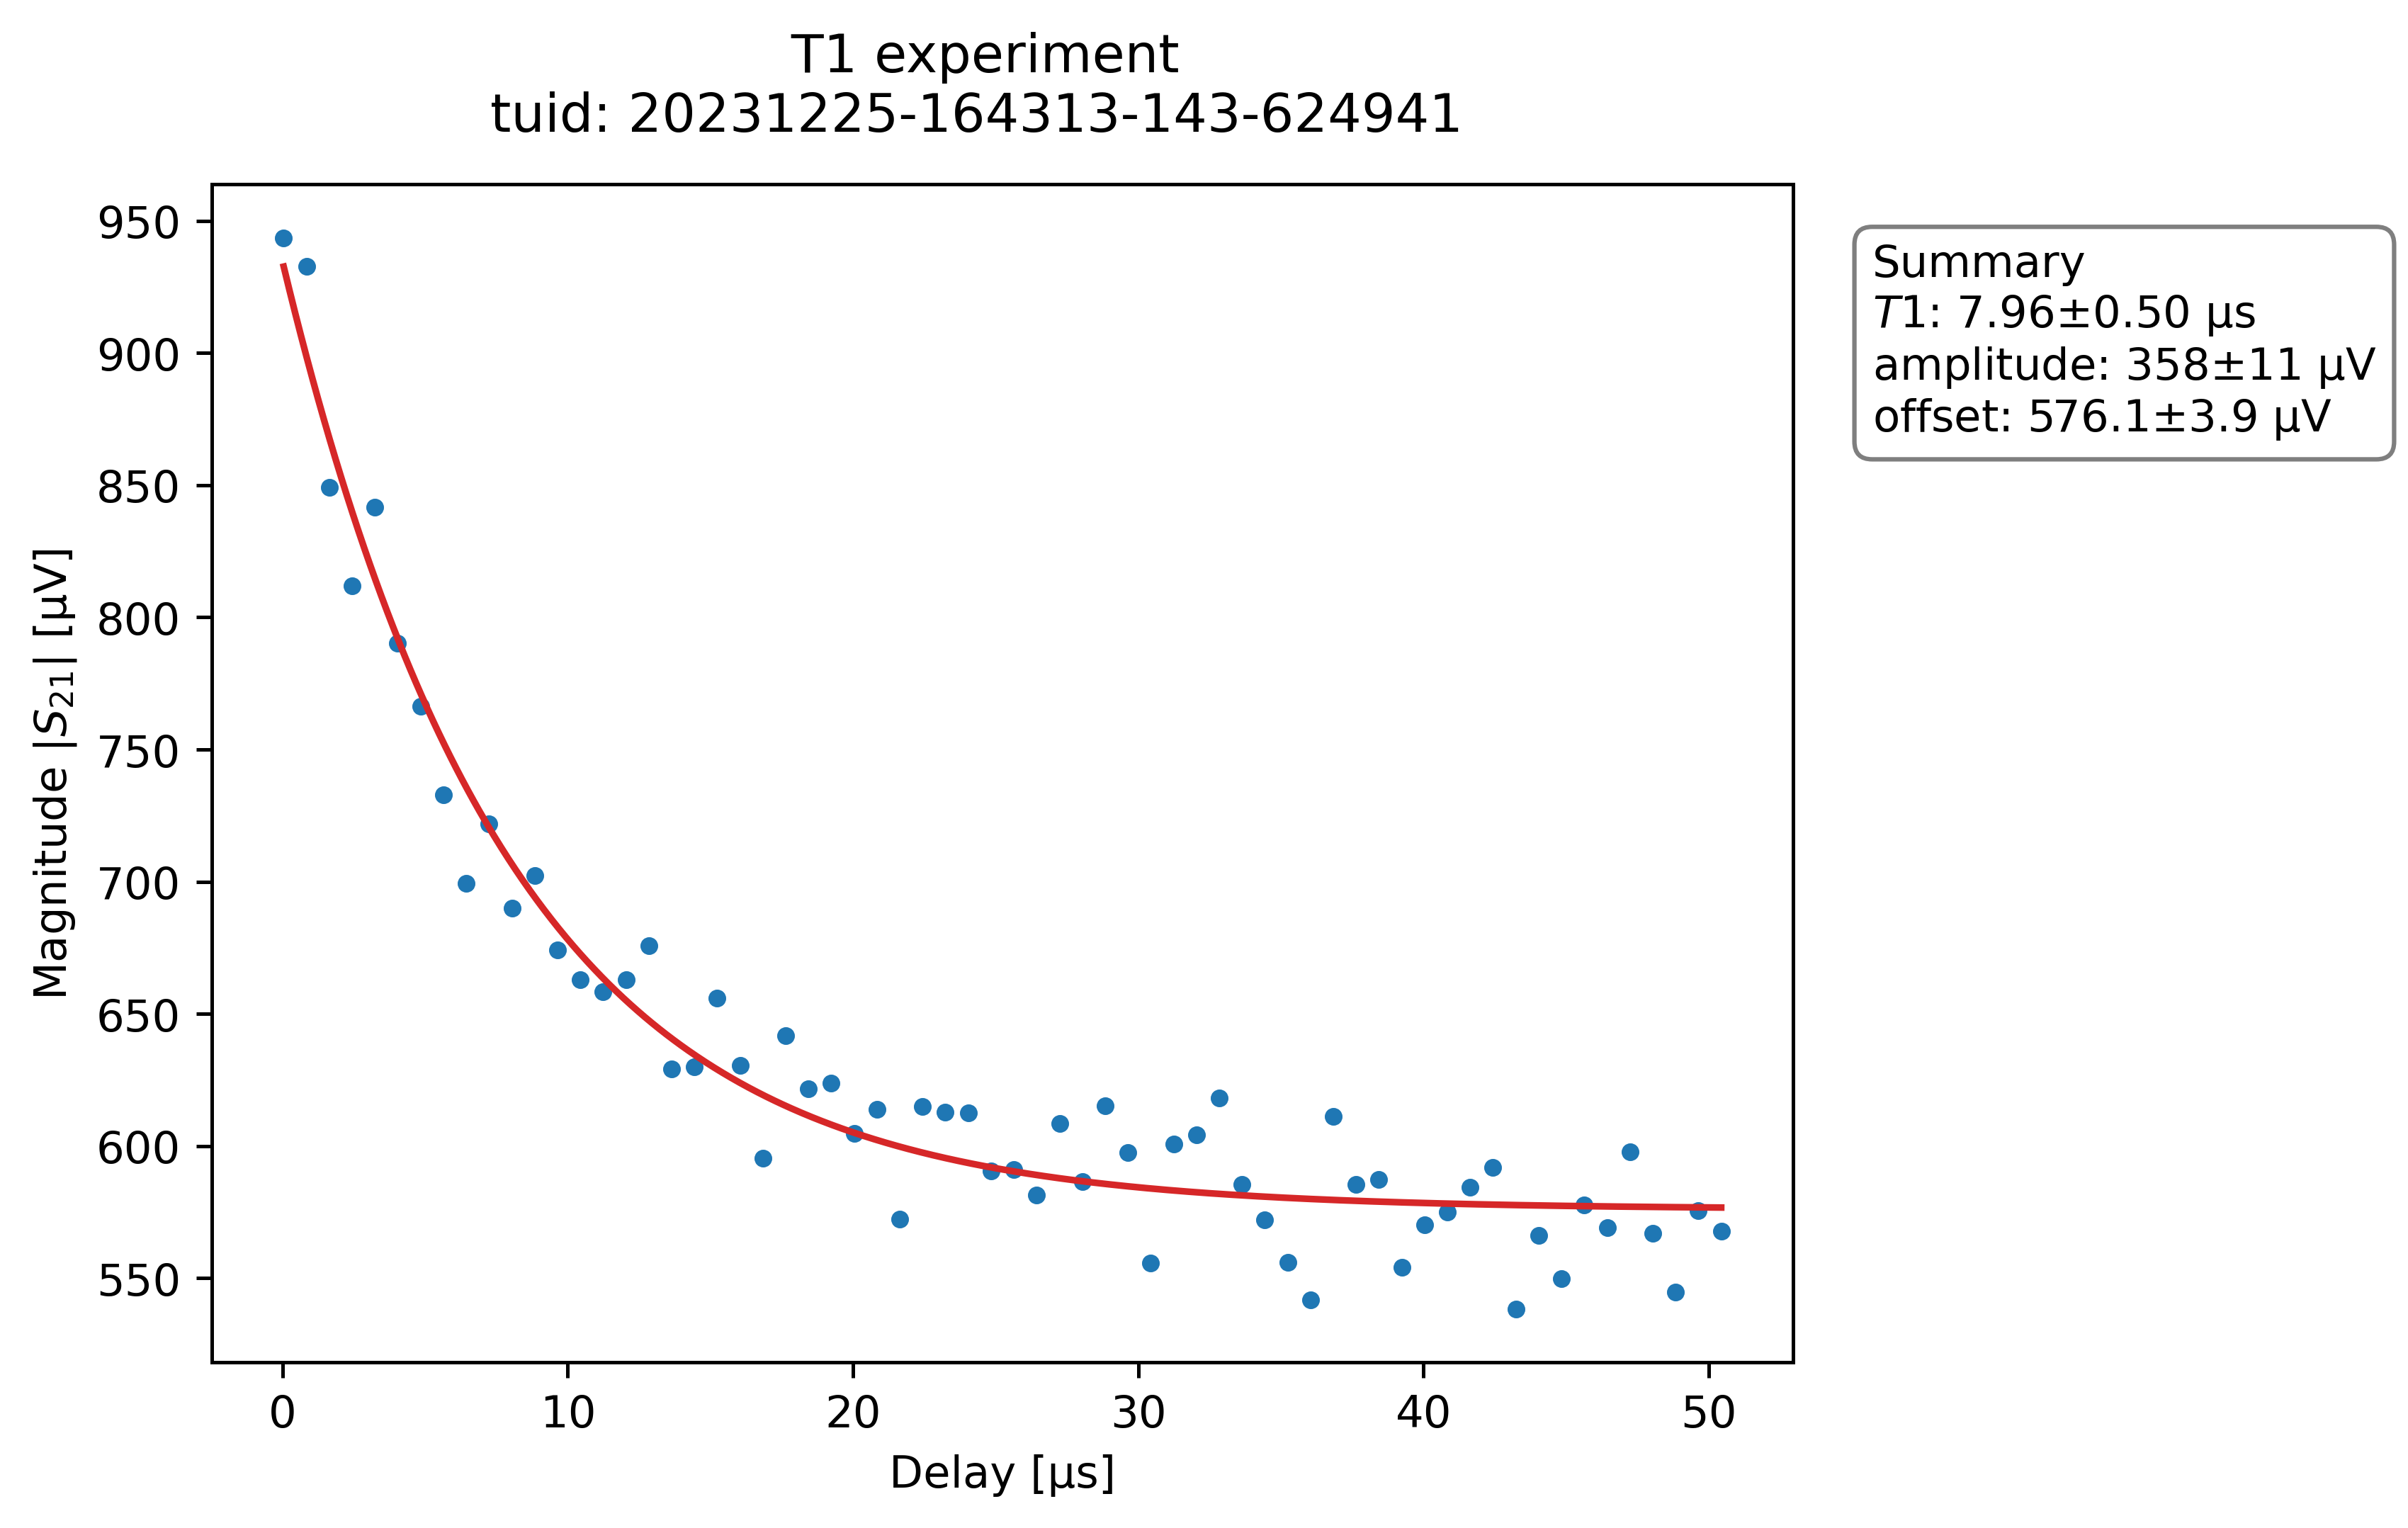 T1 experiment
tuid: 20231225-164313-143-624941
950
900
850
800
750
700
650
600
550
Magnitude |S₂₁| [µV]
0 10 20 30 40 50
Delay [µs]
Summary
T1: 7.96±0.50 µs
amplitude: 358±11 µV
offset: 576.1±3.9 µV